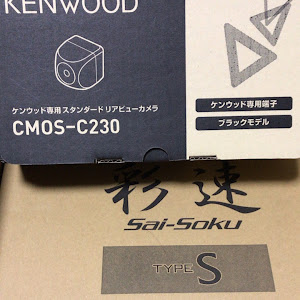 KENWOOD
ケンウッド専用 スタンダード リアビューカメラ
CMOS-C230
ケンウッド専用端子
ブラックモデル
彩速
Sai-Soku
TYPE S